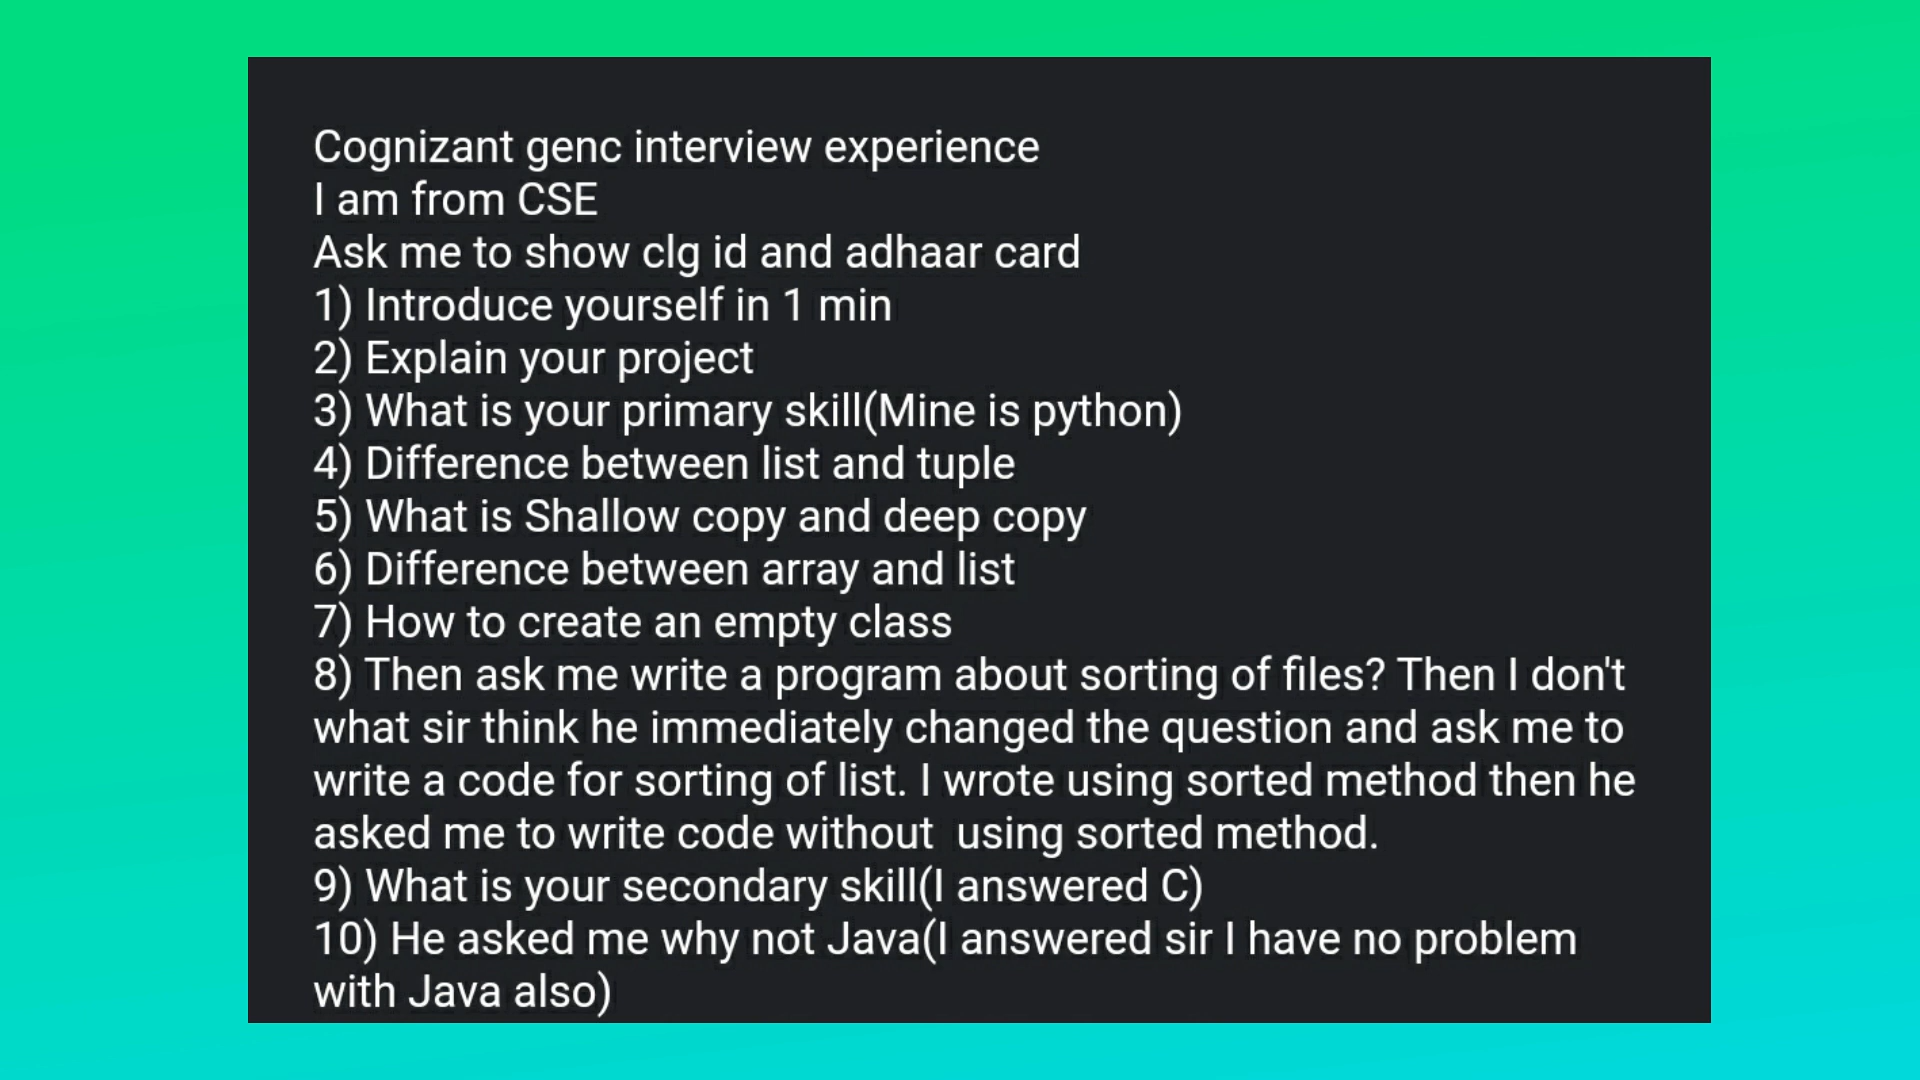 Cognizant genc interview experience
I am from CSE
Ask me to show clg id and adhaar card
1) Introduce yourself in 1 min
2) Explain your project
3) What is your primary skill(Mine is python)
4) Difference between list and tuple
5) What is Shallow copy and deep copy
6) Difference between array and list
7) How to create an empty class
8) Then ask me write a program about sorting of files? Then I don't
what sir think he immediately changed the question and ask me to
write a code for sorting of list. I wrote using sorted method then he
asked me to write code without  using sorted method.
9) What is your secondary skill(I answered C)
10) He asked me why not Java(I answered sir I have no problem
with Java also)